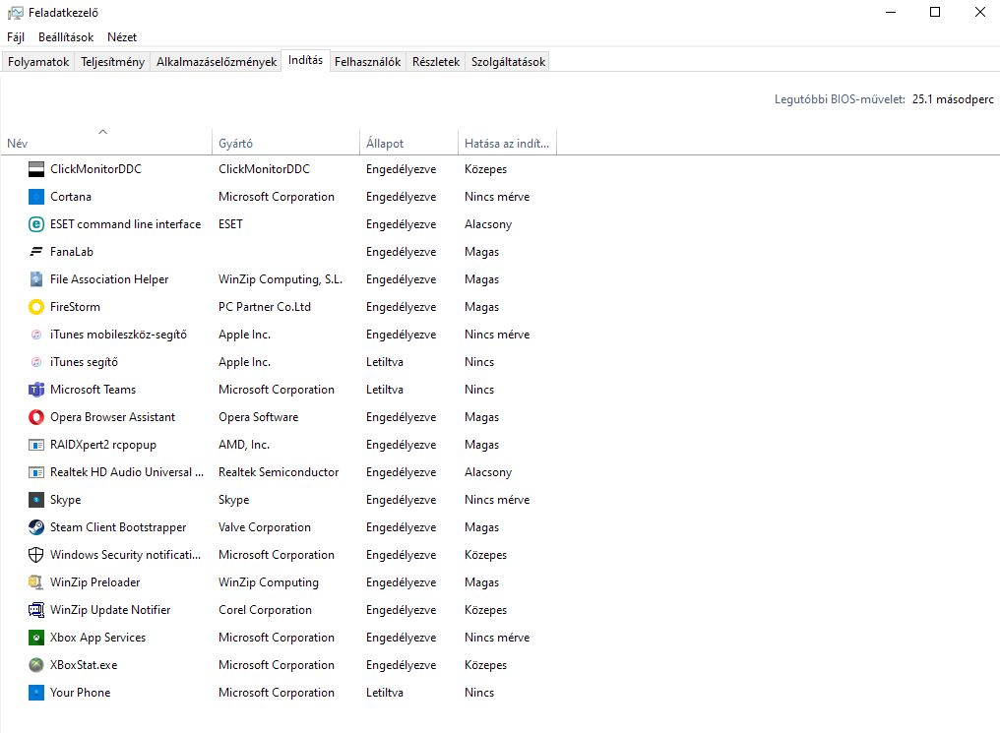 Feladatkezelő
Fájl Beállítások Nézet
Folyamatok Teljesítmény Alkalmazáselőzmények Indítás Felhasználók Részletek Szolgáltatások
Legutóbbi BIOS-művelet: 25.1 másodperc
Név Gyártó Állapot Hatása az indít...
ClickMonitorDDC ClickMonitorDDC Engedélyezve Közepes
Cortana Microsoft Corporation Engedélyezve Nincs mérve
ESET command line interface ESET Engedélyezve Alacsony
FanaLab Engedélyezve Magas
File Association Helper WinZip Computing, S.L. Engedélyezve Magas
FireStorm PC Partner Co.Ltd Engedélyezve Magas
iTunes mobileszköz-segítő Apple Inc. Engedélyezve Nincs mérve
iTunes segítő Apple Inc. Letiltva Nincs
Microsoft Teams Microsoft Corporation Letiltva Nincs
Opera Browser Assistant Opera Software Engedélyezve Magas
RAIDXpert2 rcpopup AMD, Inc. Engedélyezve Magas
Realtek HD Audio Universal ... Realtek Semiconductor Engedélyezve Alacsony
Skype Skype Engedélyezve Nincs mérve
Steam Client Bootstrapper Valve Corporation Engedélyezve Magas
Windows Security notificati... Microsoft Corporation Engedélyezve Közepes
WinZip Preloader WinZip Computing Engedélyezve Magas
WinZip Update Notifier Corel Corporation Engedélyezve Közepes
Xbox App Services Microsoft Corporation Engedélyezve Nincs mérve
XBoxStat.exe Microsoft Corporation Engedélyezve Közepes
Your Phone Microsoft Corporation Letiltva Nincs